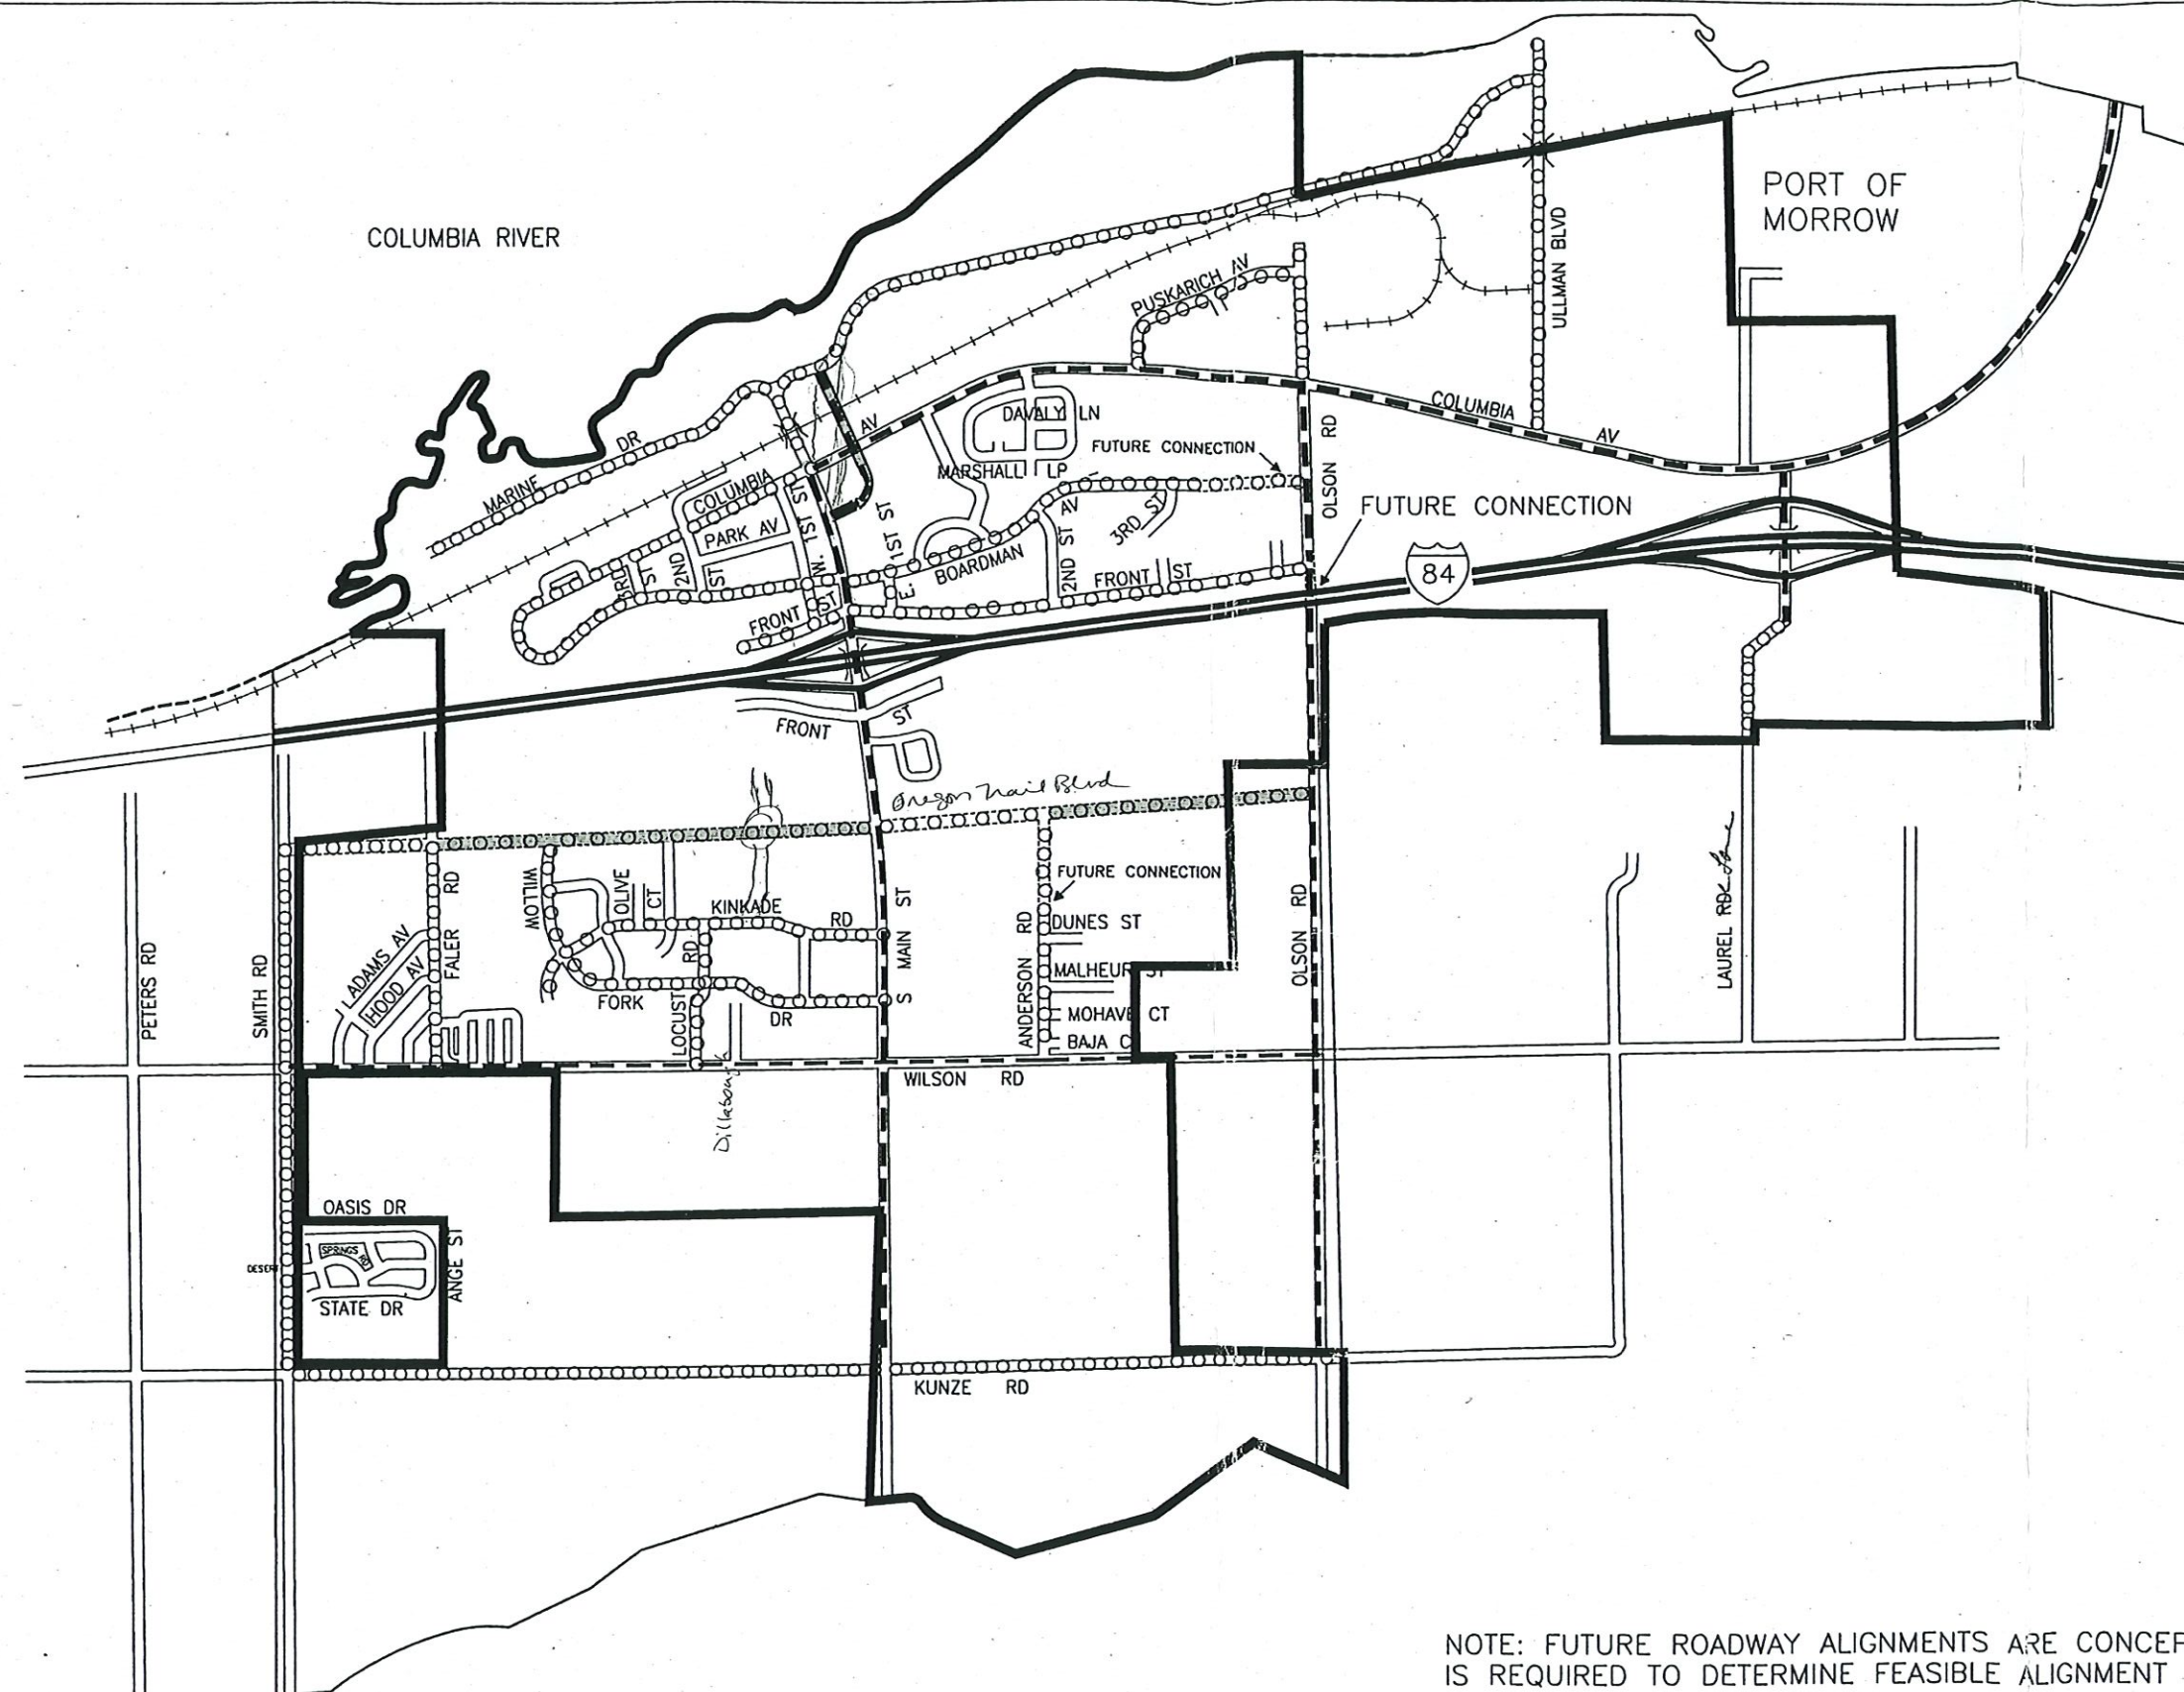 PORT OF
MORROW
COLUMBIA RIVER
ULLMAN BLVD
PUSKARICH AV
COLUMBIA
AV
DAVALY LN
AV
OLSON RD
FUTURE CONNECTION
MARINE DR
MARSHALL LP
COLUMBIA
W. 1ST ST
FUTURE CONNECTION
PARK AV
E. 1ST ST
AV
3RD ST
2ND ST
BOARDMAN
2ND ST
3RD ST
FRONT ST
84
FRONT ST
FRONT ST
Oregon Trail Blvd
FUTURE CONNECTION
WILLOW
OLIVE CT
FALER RD
KINKADE RD
S MAIN ST
ANDERSON RD
DUNES ST
OLSON RD
LAUREL RD
Lane
ADAMS AV
HOOD AV
PETERS RD
SMITH RD
MALHEUR ST
FORK DR
LOCUST RD
MOHAVE CT
BAJA C
WILSON RD
OASIS DR
SPRINGS RD
ANGE ST
DESERT
STATE DR
KUNZE RD
NOTE: FUTURE ROADWAY ALIGNMENTS ARE CONCEP
IS REQUIRED TO DETERMINE FEASIBLE ALIGNMENT